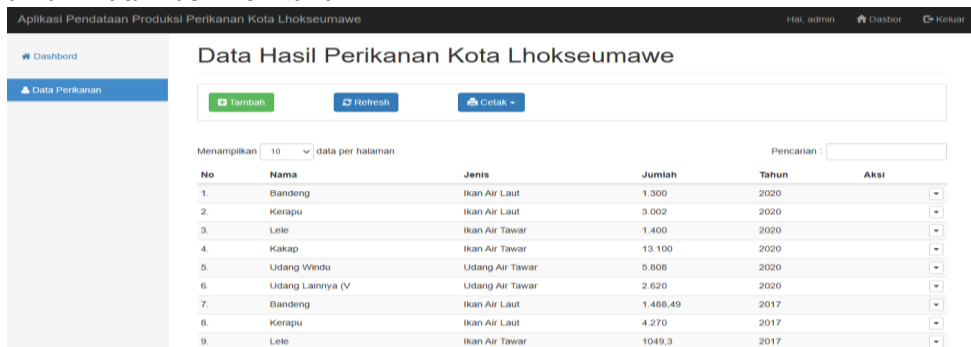 Aplikasi Pendataan Produksi Perikanan Kota Lhokseumawe Hai, admin Dasbor Keluar
Dashbord
Data Perikanan
Data Hasil Perikanan Kota Lhokseumawe
Tambah Refresh Cetak
Menampilkan 10 data per halaman Pencarian :
No Nama Jenis Jumlah Tahun Aksi
1. Bandeng Ikan Air Laut 1.300 2020
2. Kerapu Ikan Air Laut 3.002 2020
3. Lele Ikan Air Tawar 1.400 2020
4. Kakap Ikan Air Tawar 13.100 2020
5. Udang Windu Udang Air Tawar 5.808 2020
6. Udang Lainnya (V Udang Air Tawar 2.620 2020
7. Bandeng Ikan Air Laut 1.488,49 2017
8. Kerapu Ikan Air Laut 4.270 2017
9. Lele Ikan Air Tawar 1049,3 2017